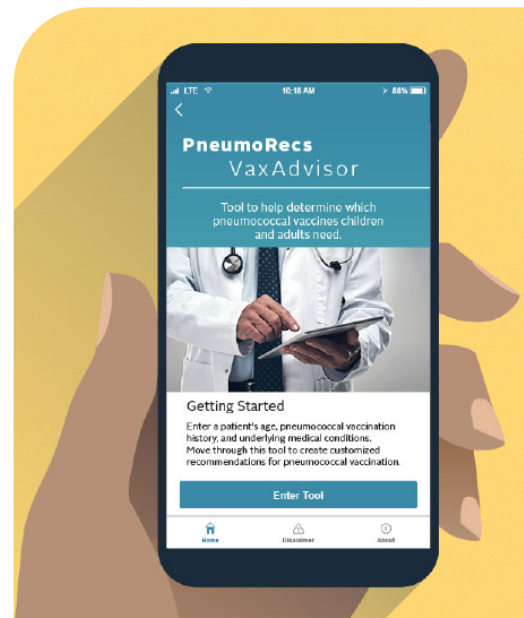 LTE 10:18 AM 88%
PneumoRecs
VaxAdvisor
Tool to help determine which
pneumococcal vaccines children
and adults need.
Getting Started
Enter a patient's age, pneumococcal vaccination
history, and underlying medical conditions.
Move through this tool to create customized
recommendations for pneumococcal vaccination.
Enter Tool
Home Disclaimer About